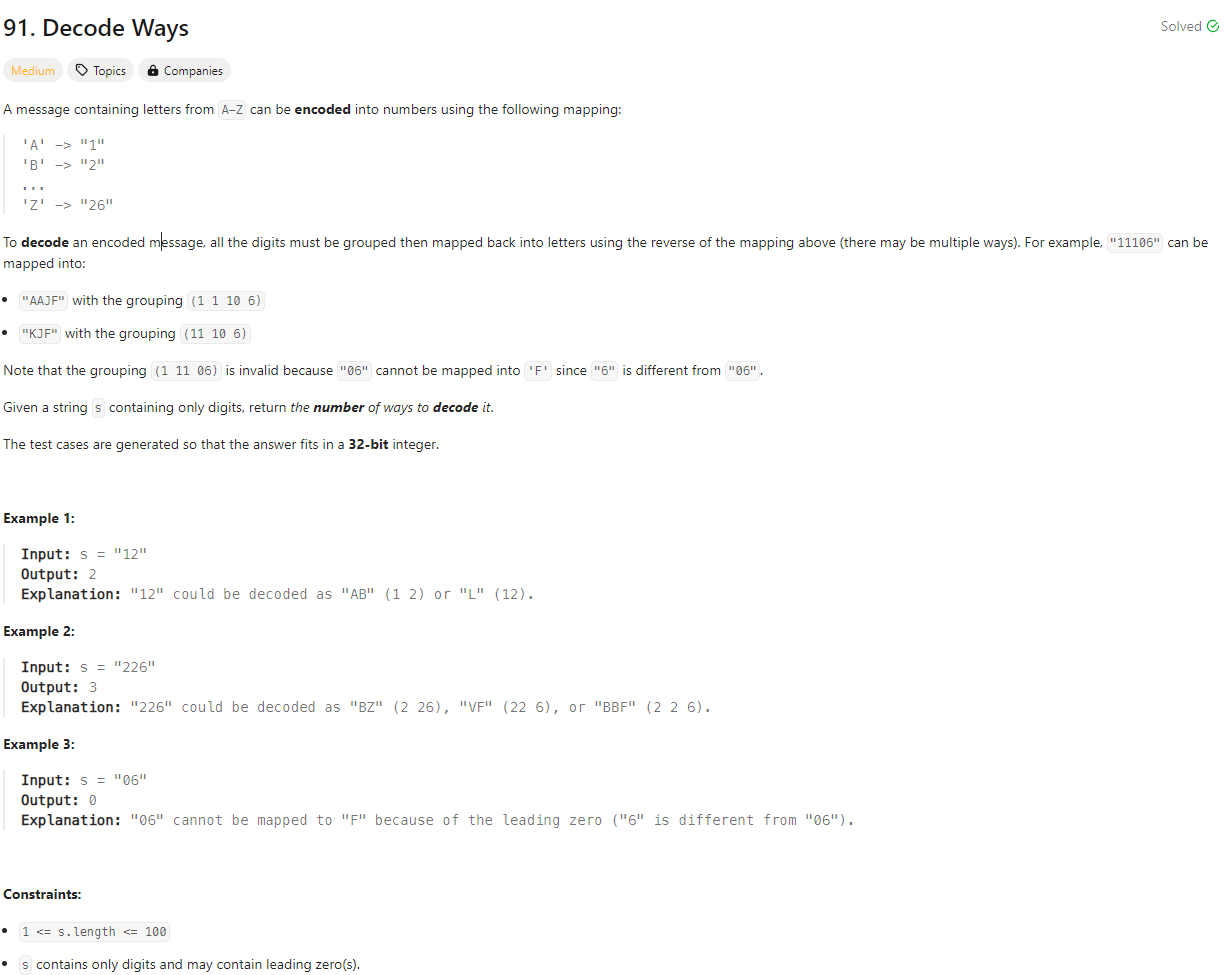 91. Decode Ways
Solved
Medium
Topics
Companies
A message containing letters from A-Z can be encoded into numbers using the following mapping:
'A' -> "1"
'B' -> "2"
...
'Z' -> "26"
To decode an encoded message, all the digits must be grouped then mapped back into letters using the reverse of the mapping above (there may be multiple ways). For example, "11106" can be
mapped into:
• "AAJF" with the grouping (1 1 10 6)
• "KJF" with the grouping (11 10 6)
Note that the grouping (1 11 06) is invalid because "06" cannot be mapped into 'F' since "6" is different from "06".
Given a string s containing only digits, return the number of ways to decode it.
The test cases are generated so that the answer fits in a 32-bit integer.
Example 1:
Input: s = "12"
Output: 2
Explanation: "12" could be decoded as "AB" (1 2) or "L" (12).
Example 2:
Input: s = "226"
Output: 3
Explanation: "226" could be decoded as "BZ" (2 26), "VF" (22 6), or "BBF" (2 2 6).
Example 3:
Input: s = "06"
Output: 0
Explanation: "06" cannot be mapped to "F" because of the leading zero ("6" is different from "06").
Constraints:
• 1 <= s.length <= 100
• s contains only digits and may contain leading zero(s).